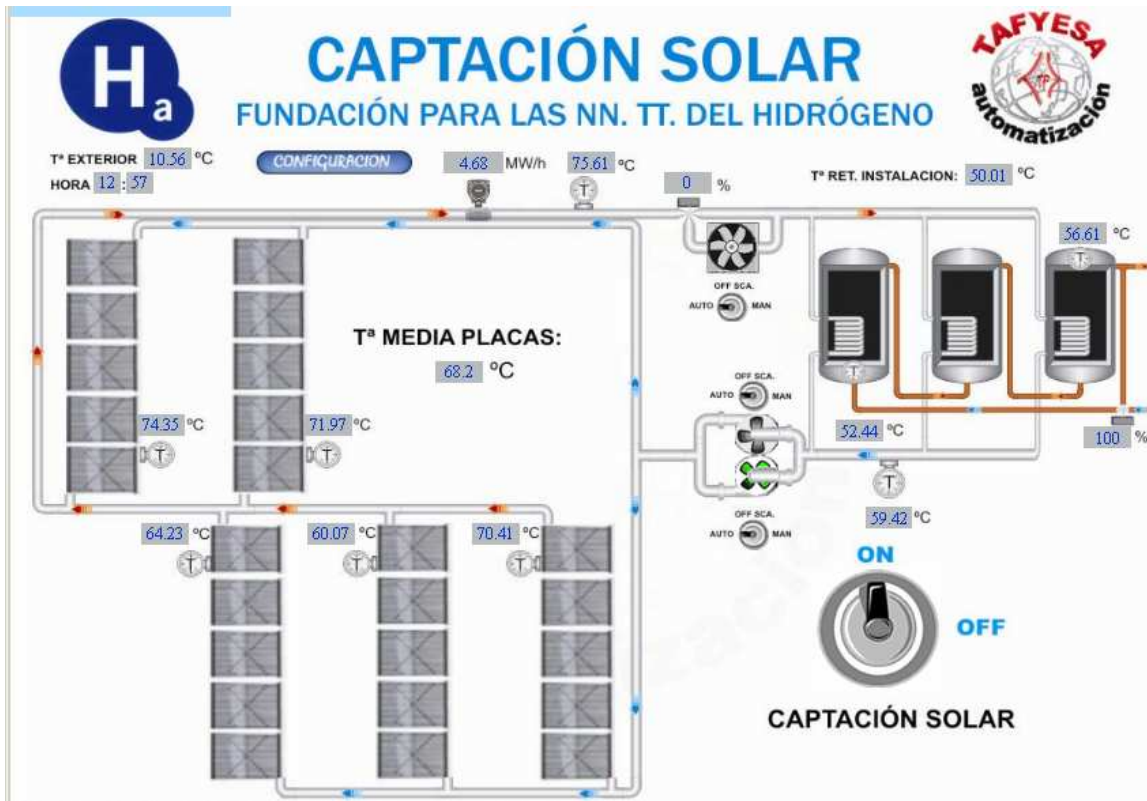 Ha
CAPTACIÓN SOLAR
FUNDACIÓN PARA LAS NN. TT. DEL HIDRÓGENO
TAFYESA
automatización
Tª EXTERIOR 10.56 ºC
HORA 12 : 57
CONFIGURACION
4.68 MW/h
75.61 ºC
0 %
Tª RET. INSTALACION: 50.01 ºC
56.61 ºC
OFF SCA.
AUTO MAN
Tª MEDIA PLACAS:
68.2 ºC
OFF SCA.
AUTO MAN
74.35 ºC
71.97 ºC
52.44 ºC
100 %
64.23 ºC
60.07 ºC
70.41 ºC
OFF SCA.
AUTO MAN
59.42 ºC
ON
OFF
CAPTACIÓN SOLAR